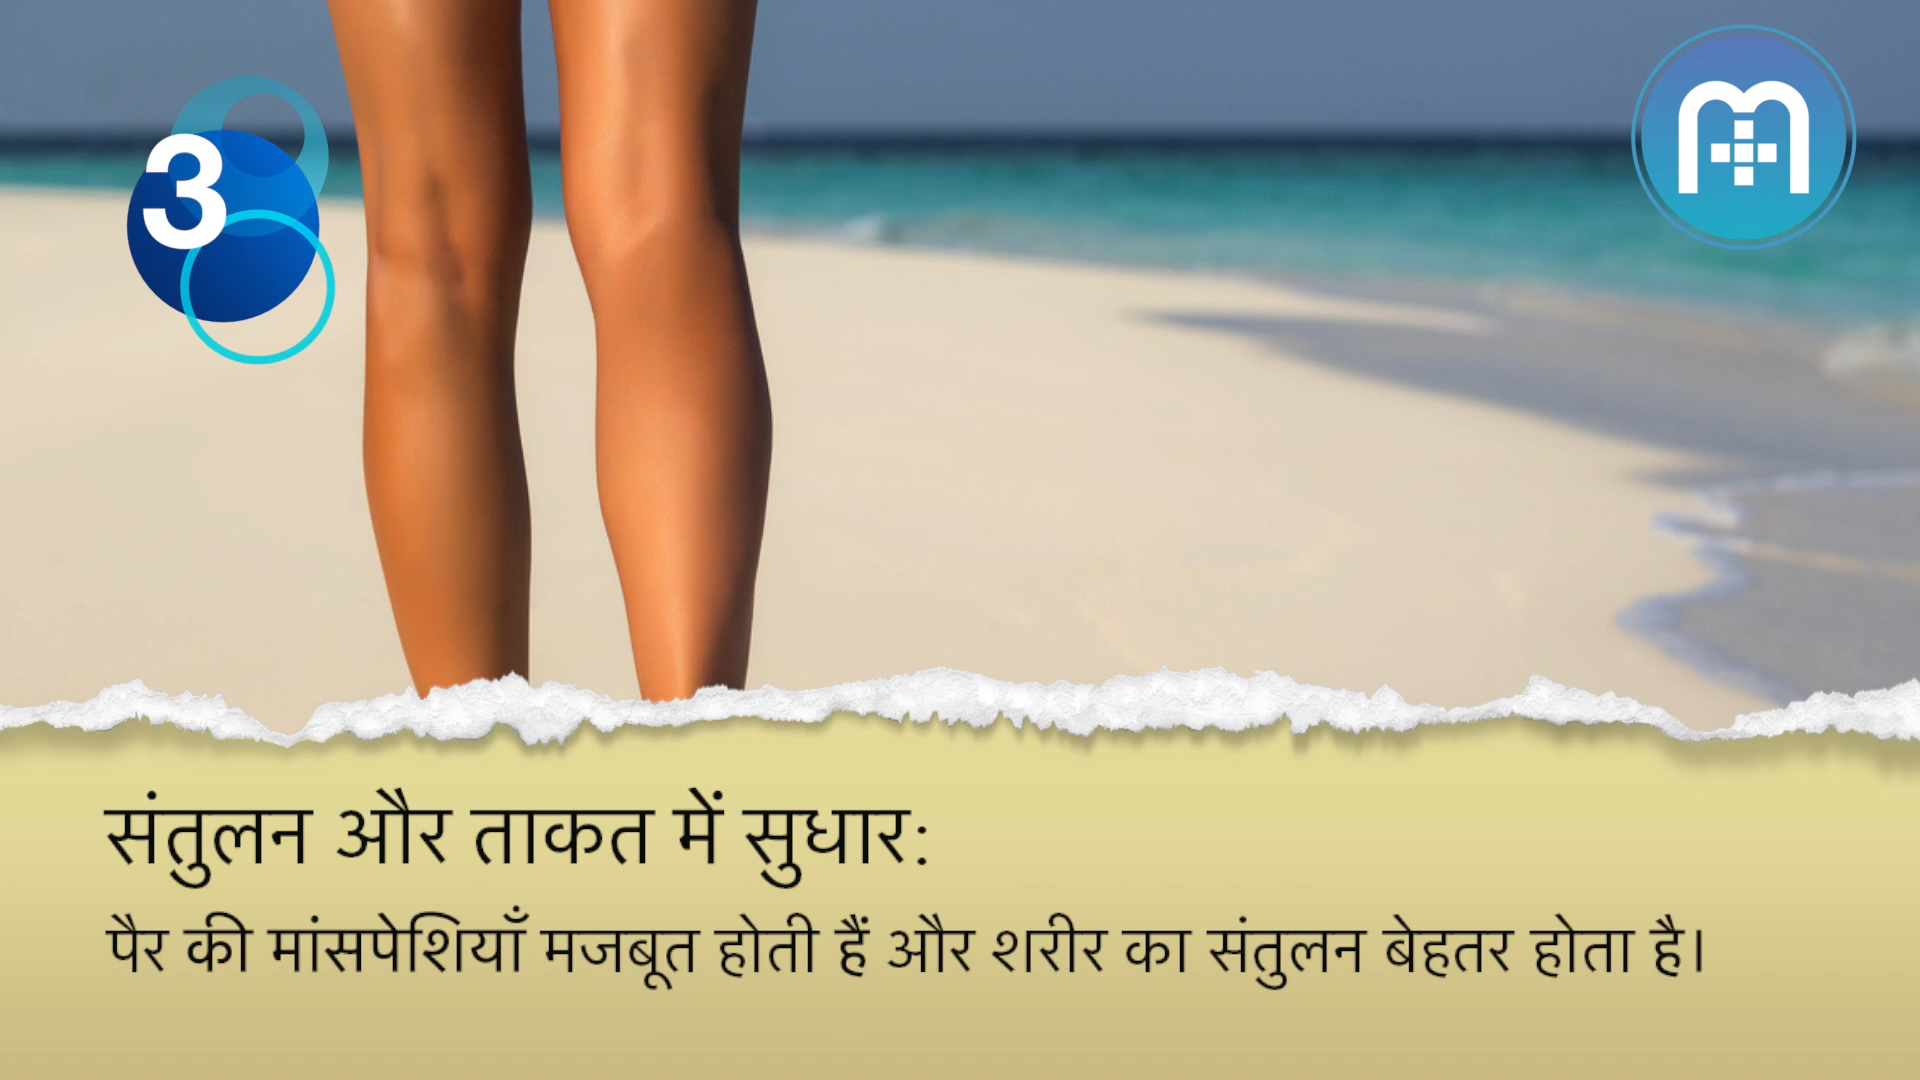 3
संतुलन और ताकत में सुधार:
पैर की मांसपेशियाँ मजबूत होती हैं और शरीर का संतुलन बेहतर होता है।